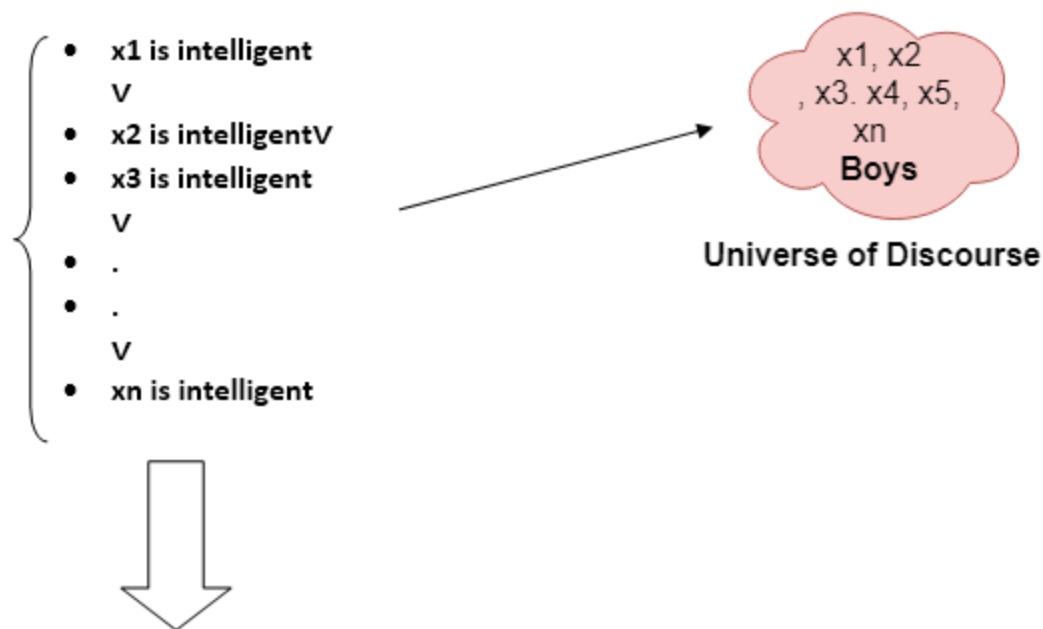 • x1 is intelligent
V
• x2 is intelligentV
• x3 is intelligent
V
• .
• .
V
• xn is intelligent
x1, x2
, x3. x4, x5,
xn
Boys
Universe of Discourse